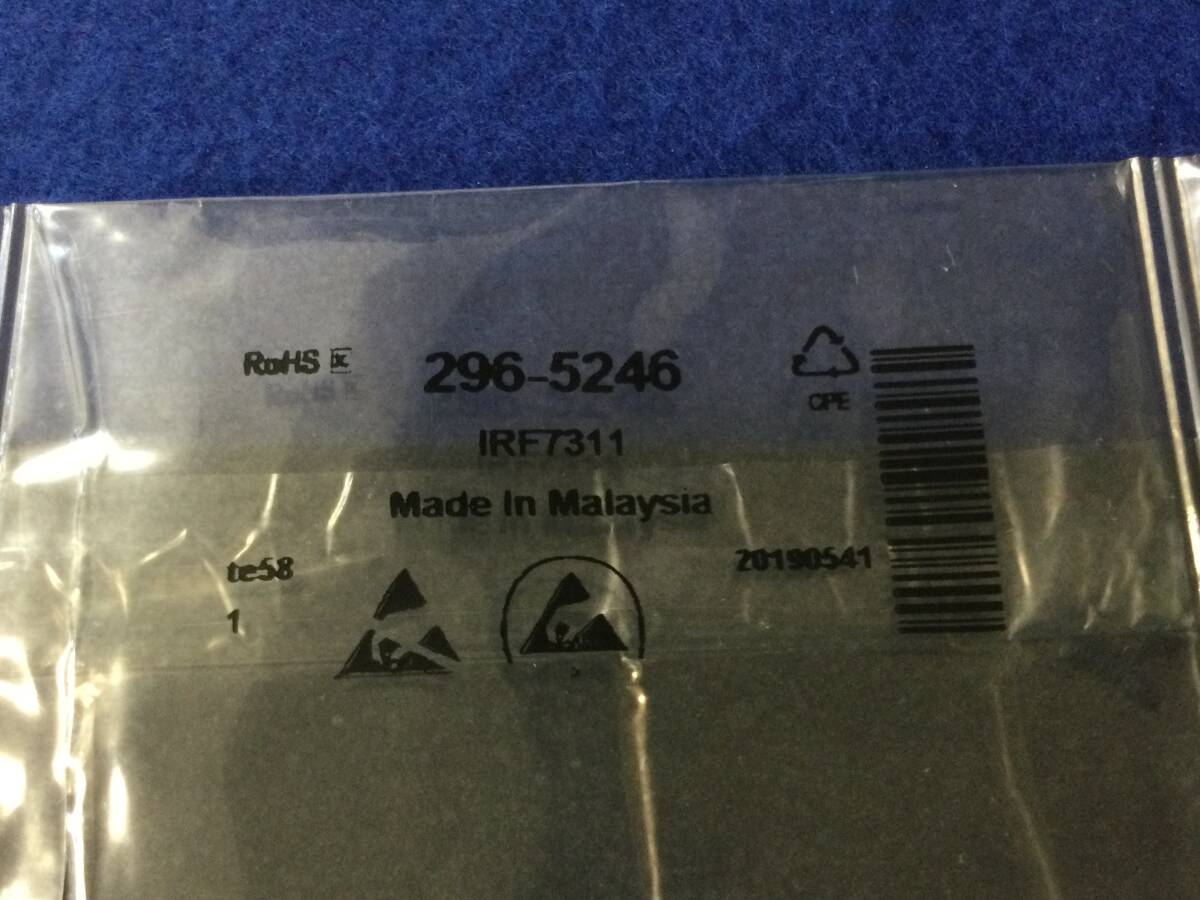 RoHS x
296-5246
CPE
IRF7311
Made In Malaysia
te58
20190541
1